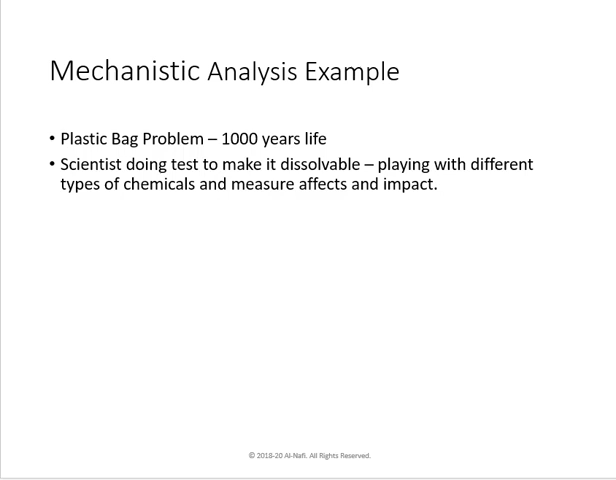 Mechanistic Analysis Example
• Plastic Bag Problem – 1000 years life
• Scientist doing test to make it dissolvable – playing with different
types of chemicals and measure affects and impact.
© 2018-20 Al-Nafi. All Rights Reserved.